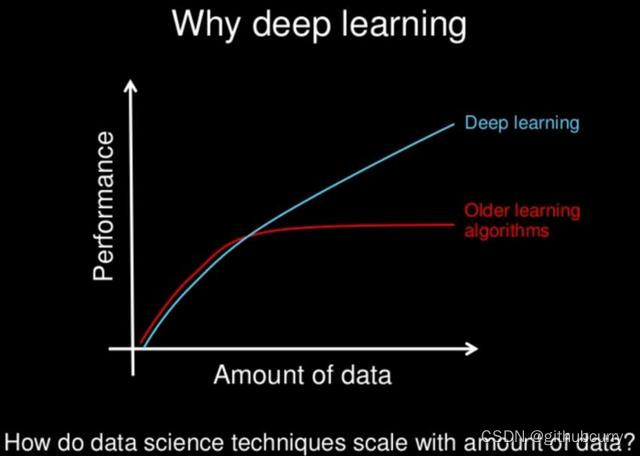 Why deep learning
Performance
Deep learning
Older learning
algorithms
Amount of data
How do data science techniques scale with amount of data?
CSDN @githubcurry